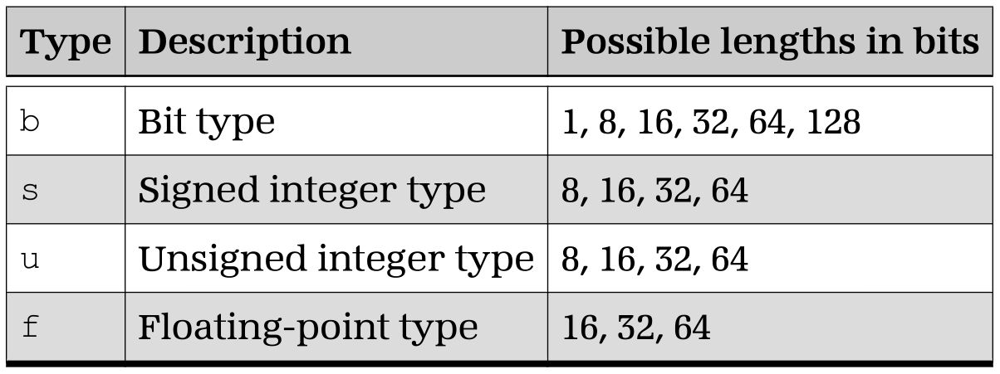 Type Description Possible lengths in bits
b Bit type 1, 8, 16, 32, 64, 128
s Signed integer type 8, 16, 32, 64
u Unsigned integer type 8, 16, 32, 64
f Floating-point type 16, 32, 64